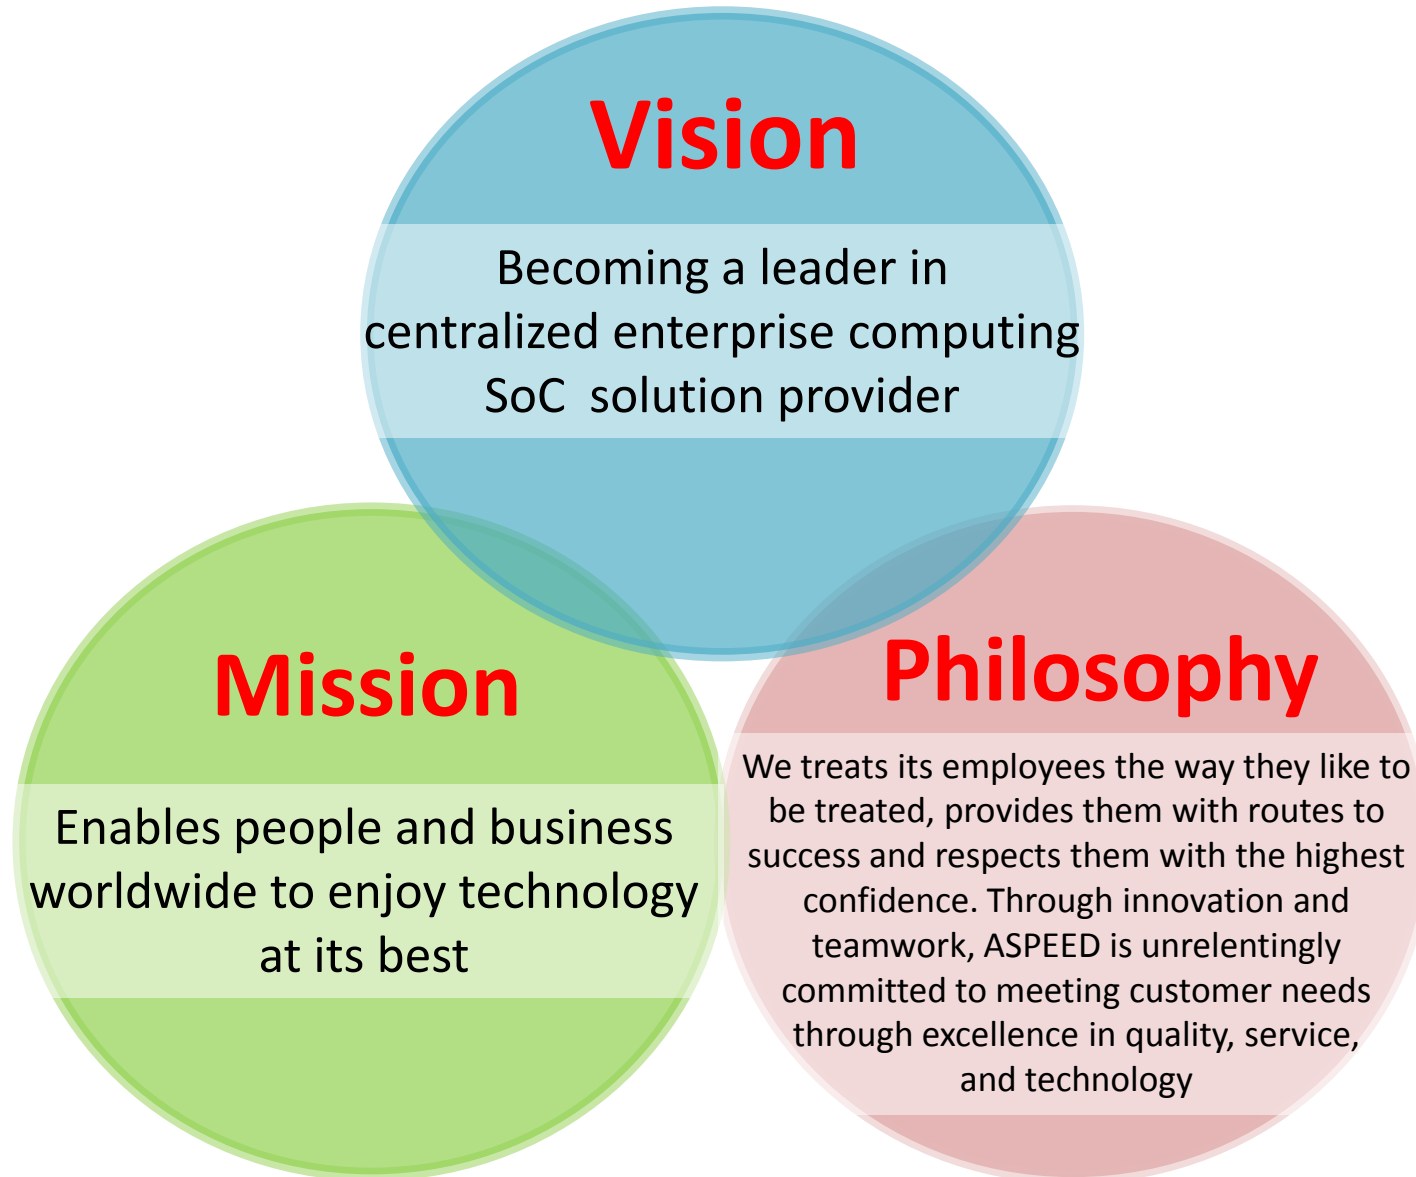 Vision
Becoming a leader in
centralized enterprise computing
SoC  solution provider
Mission
Enables people and business
worldwide to enjoy technology
at its best
Philosophy
We treats its employees the way they like to
be treated, provides them with routes to
success and respects them with the highest
confidence. Through innovation and
teamwork, ASPEED is unrelentingly
committed to meeting customer needs
through excellence in quality, service,
and technology